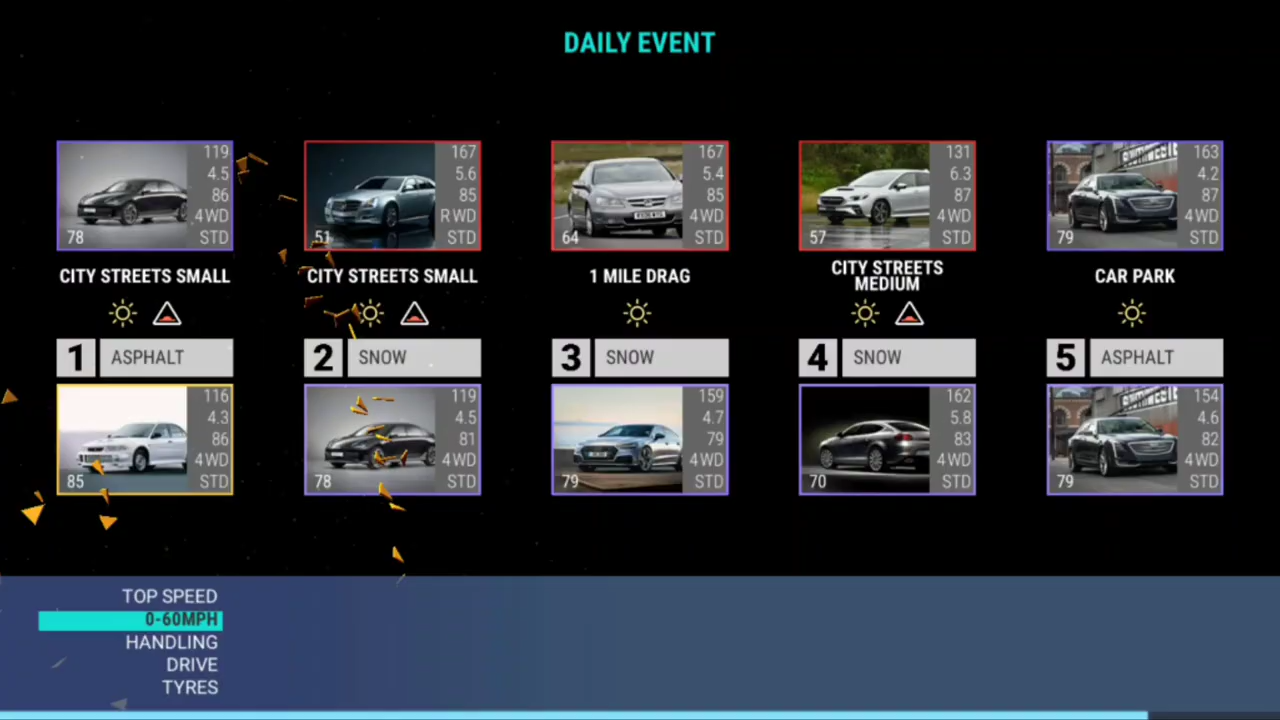 DAILY EVENT
119
4.5
86
4WD
78 STD
167
5.6
85
RWD
51 STD
167
5.4
85
4WD
64 STD
131
6.3
87
4WD
57 STD
163
4.2
87
4WD
79 STD
CITY STREETS SMALL
CITY STREETS SMALL
1 MILE DRAG
CITY STREETS
MEDIUM
CAR PARK
1 ASPHALT
2 SNOW
3 SNOW
4 SNOW
5 ASPHALT
116
4.3
86
4WD
85 STD
119
4.5
81
4WD
78 STD
159
4.7
79
4WD
79 STD
162
5.8
83
4WD
70 STD
154
4.6
82
4WD
79 STD
TOP SPEED
0-60MPH
HANDLING
DRIVE
TYRES